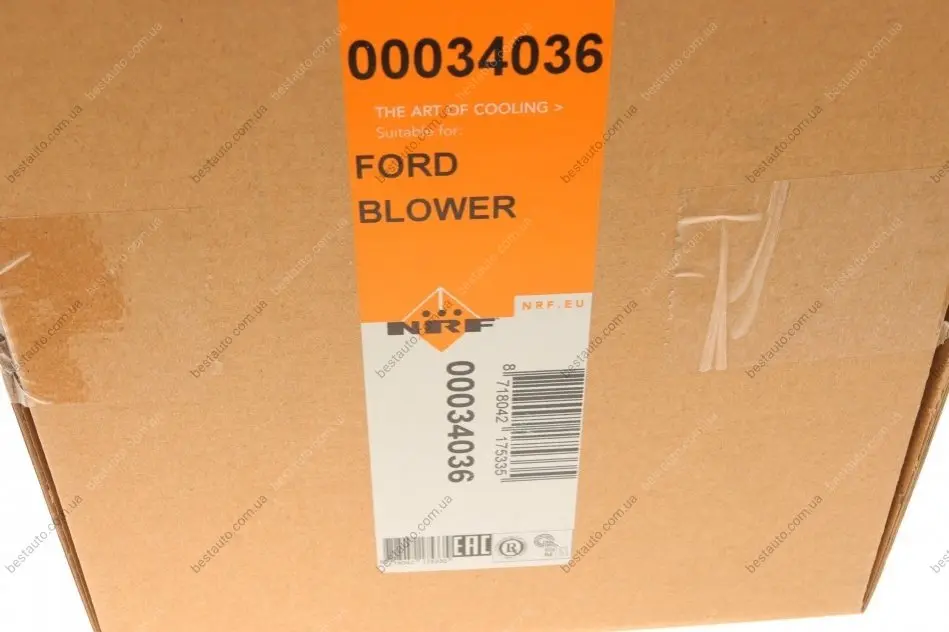 00034036
THE ART OF COOLING >
Suitable for:
FORD
BLOWER
NRF.EU
NRF
00034036
8 718042 175335
EAC
R
bestauto.com.ua